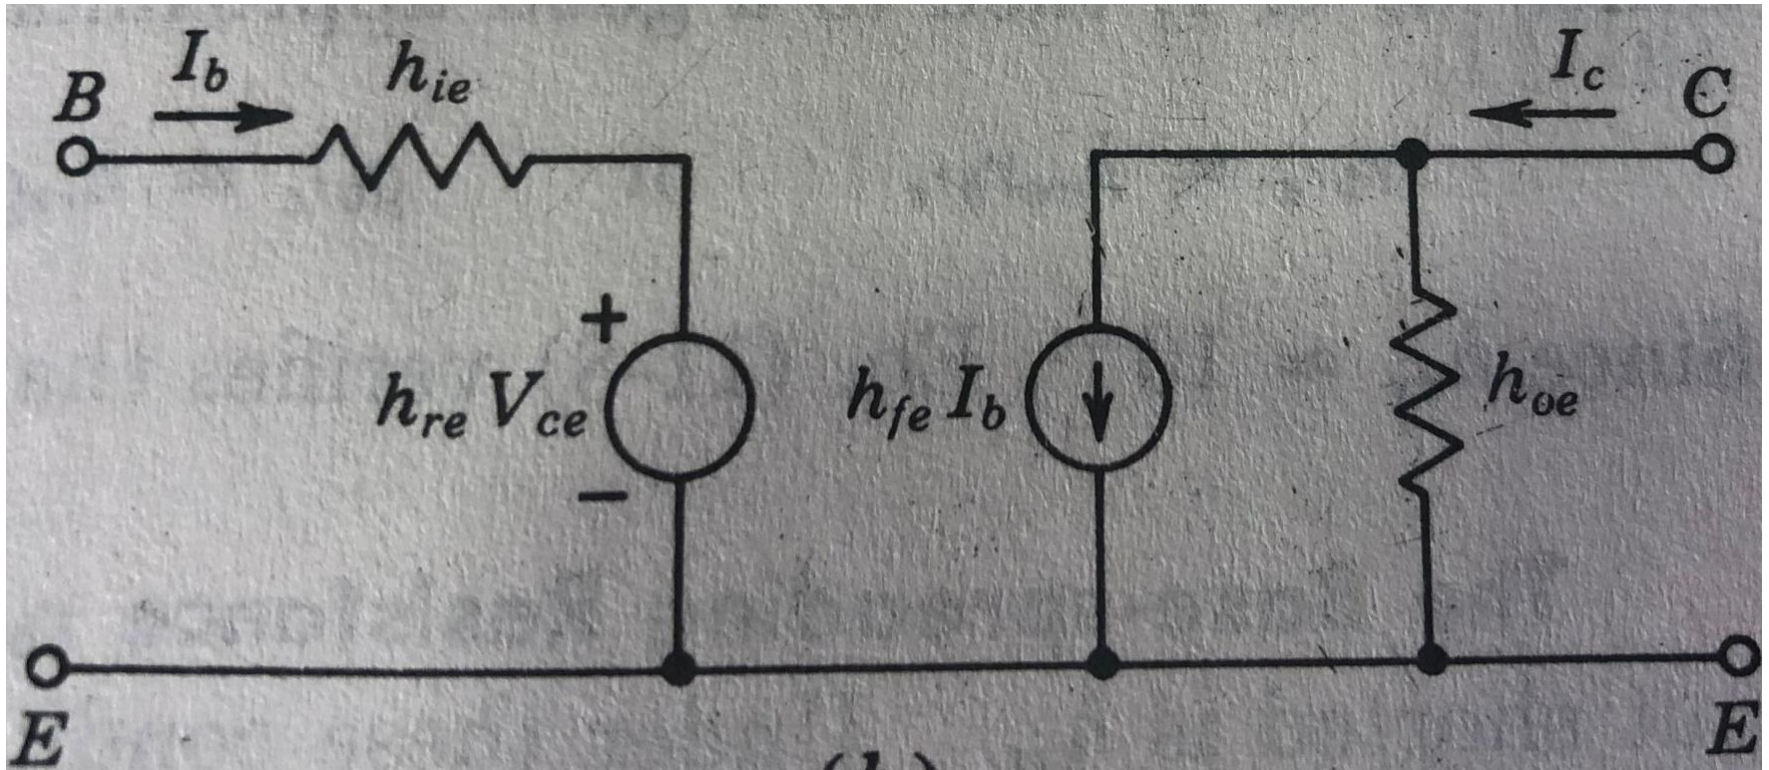 B
I_b
h_ie
I_c
C
+
h_re V_ce
−
h_fe I_b
h_oe
E
E